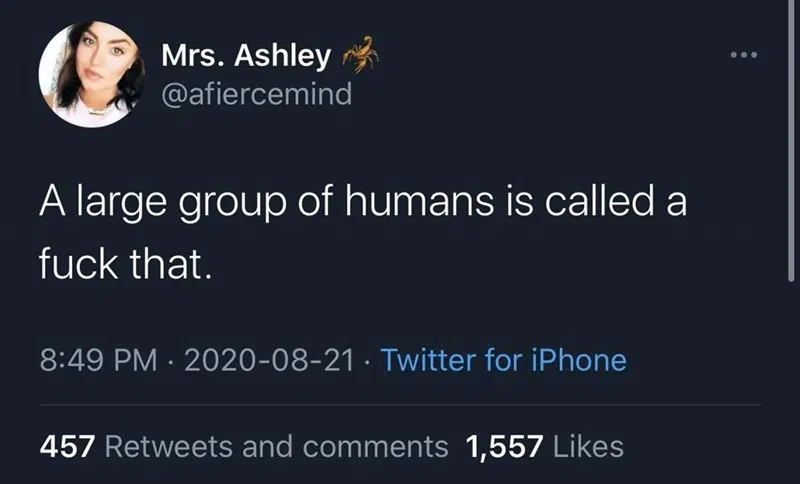 Mrs. Ashley 🦂
@afiercemind
A large group of humans is called a
fuck that.
8:49 PM · 2020-08-21 · Twitter for iPhone
457 Retweets and comments 1,557 Likes